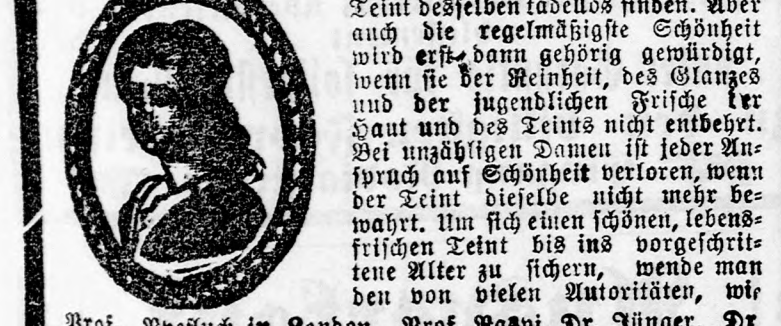 Teint desselben tadellos finden. Aber
auch die regelmäßigste Schönheit
wird erst dann gehörig gewürdigt,
wenn sie der Reinheit, des Glanzes
und der jugendlichen Frische der
Haut und des Teints nicht entbehrt.
Bei unzähligen Damen ist jeder An=
spruch auf Schönheit verloren, wenn
der Teint dieselbe nicht mehr be=
wahrt. Um sich einen schönen, lebens=
frischen Teint bis ins vorgeschrit=
tene Alter zu sichern, wende man
den von vielen Autoritäten, wie
Prof. in London, Prof. Dr. Jünger, Dr.